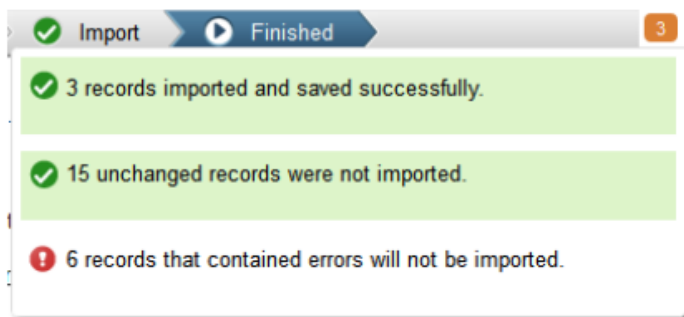 Import Finished 3
3 records imported and saved successfully.
15 unchanged records were not imported.
6 records that contained errors will not be imported.